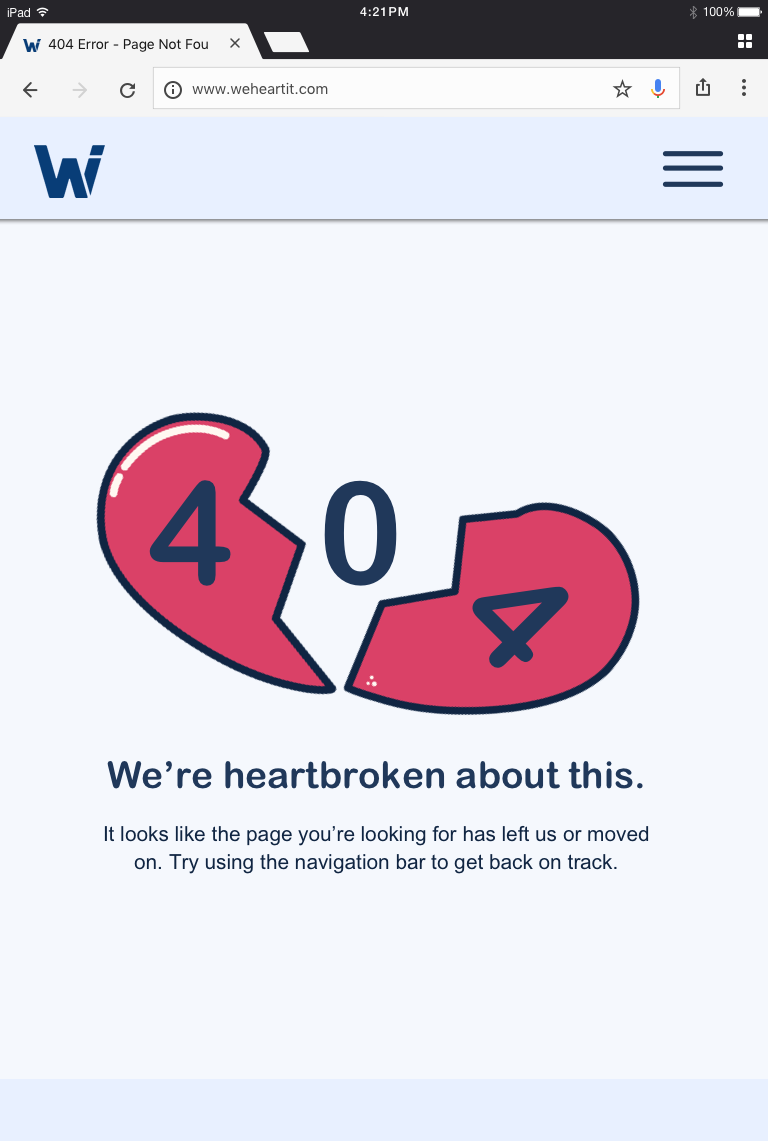 iPad 4:21PM 100%
404 Error - Page Not Fou
www.weheartit.com
Wi
4 0 4
We’re heartbroken about this.
It looks like the page you’re looking for has left us or moved
on. Try using the navigation bar to get back on track.